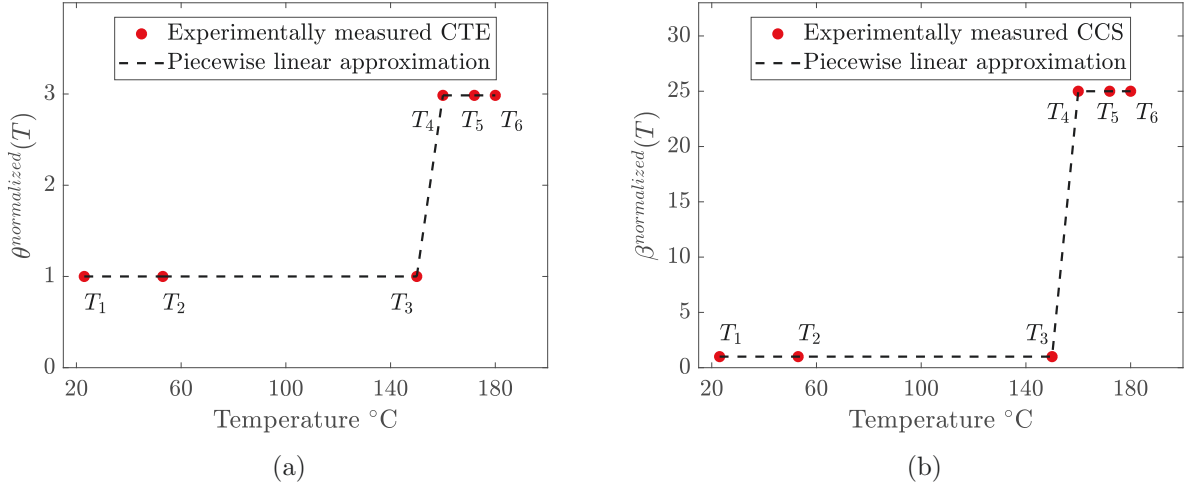 Experimentally measured CTE
Piecewise linear approximation
θ^{normalized}(T)
3
2
1
0
T₁
T₂
T₃
T₄
T₅
T₆
20
60
100
140
180
Temperature °C
(a)
Experimentally measured CCS
Piecewise linear approximation
β^{normalized}(T)
30
25
20
15
10
5
0
T₁
T₂
T₃
T₄
T₅
T₆
20
60
100
140
180
Temperature °C
(b)